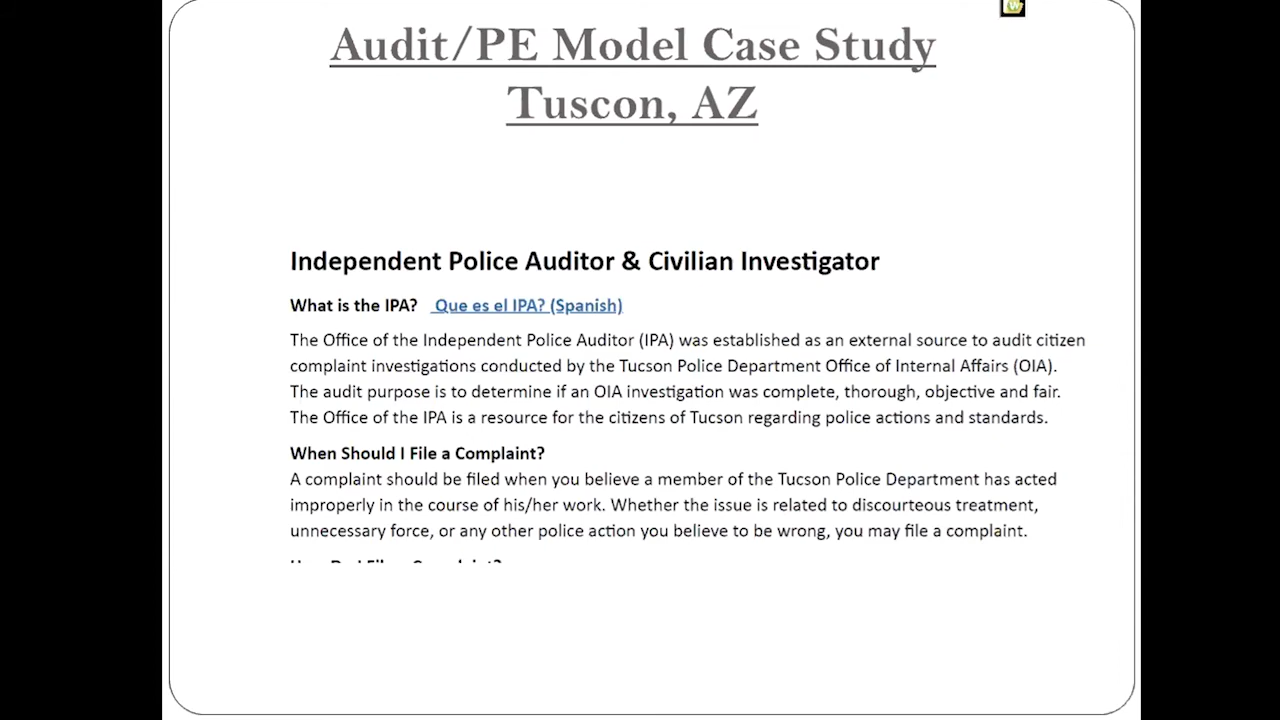 Audit/PE Model Case Study
Tuscon, AZ
Independent Police Auditor & Civilian Investigator
What is the IPA? Que es el IPA? (Spanish)
The Office of the Independent Police Auditor (IPA) was established as an external source to audit citizen
complaint investigations conducted by the Tucson Police Department Office of Internal Affairs (OIA).
The audit purpose is to determine if an OIA investigation was complete, thorough, objective and fair.
The Office of the IPA is a resource for the citizens of Tucson regarding police actions and standards.
When Should I File a Complaint?
A complaint should be filed when you believe a member of the Tucson Police Department has acted
improperly in the course of his/her work. Whether the issue is related to discourteous treatment,
unnecessary force, or any other police action you believe to be wrong, you may file a complaint.